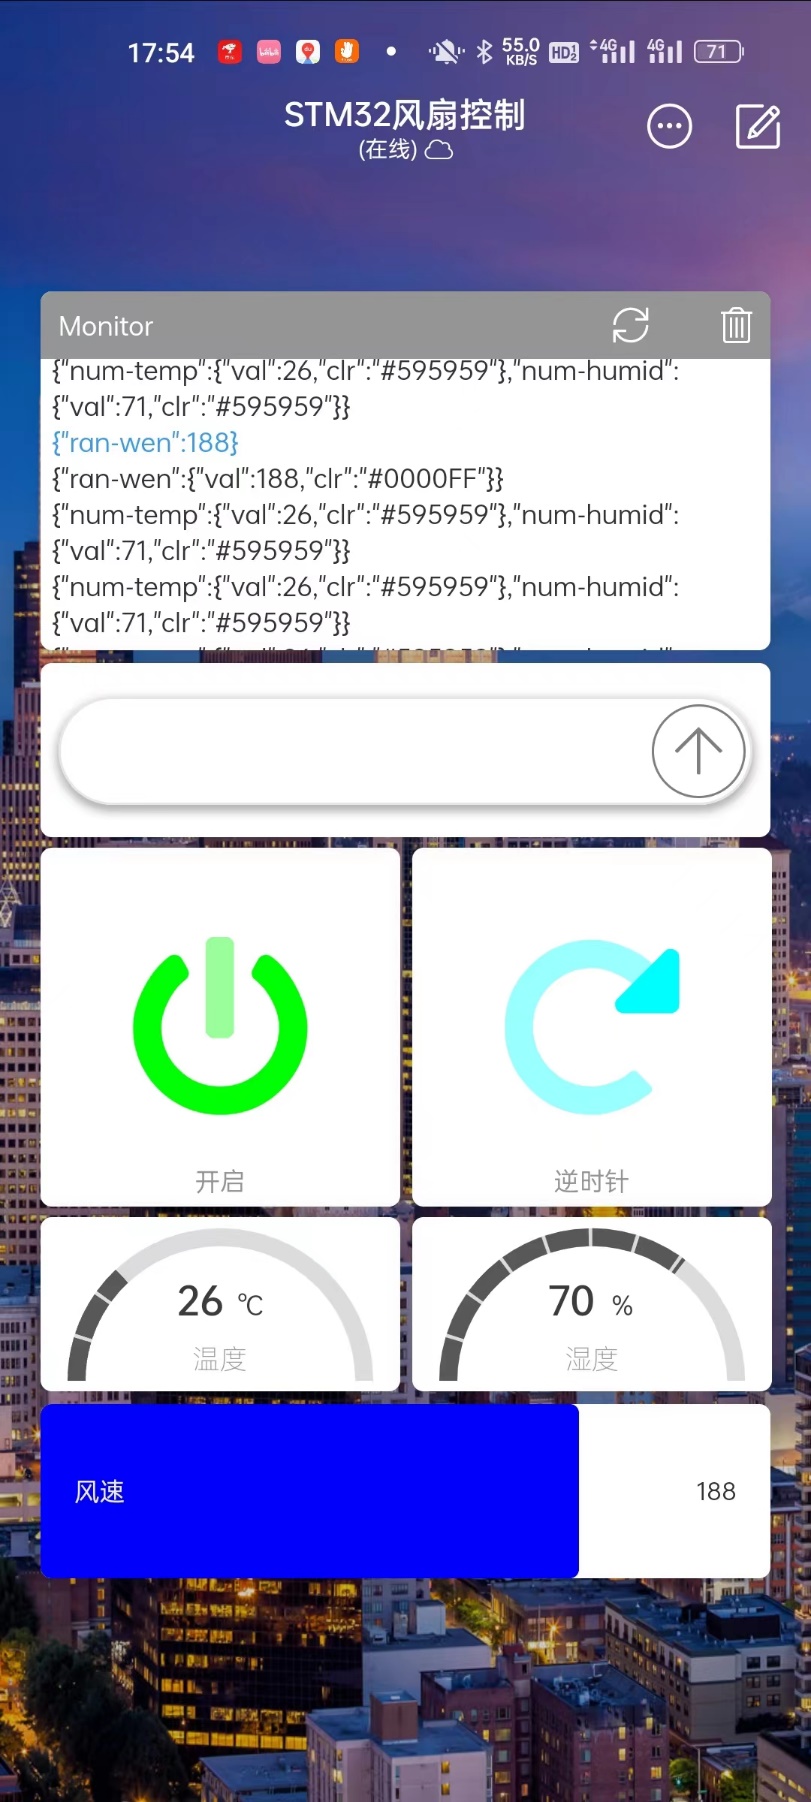 17:54
55.0
KB/S
HD
4G
4G
71
STM32风扇控制
(在线)
Monitor
{"num-temp":{"val":26,"clr":"#595959"},"num-humid":
{"val":71,"clr":"#595959"}}
{"ran-wen":188}
{"ran-wen":{"val":188,"clr":"#0000FF"}}
{"num-temp":{"val":26,"clr":"#595959"},"num-humid":
{"val":71,"clr":"#595959"}}
{"num-temp":{"val":26,"clr":"#595959"},"num-humid":
{"val":71,"clr":"#595959"}}
开启
逆时针
26 ℃
70 %
温度
湿度
风速
188